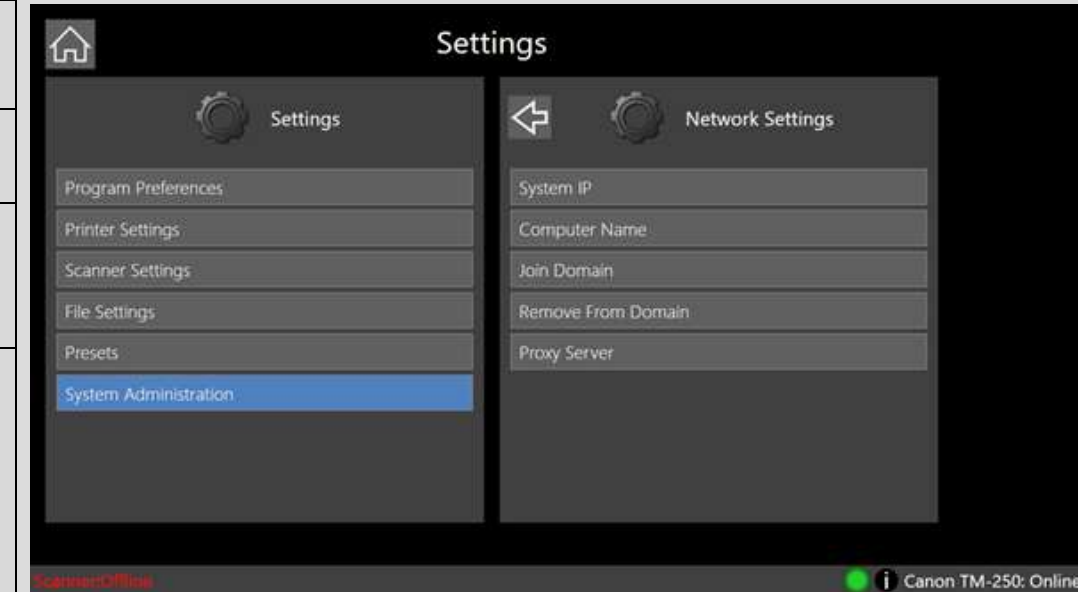 Settings
Settings
Program Preferences
Printer Settings
Scanner Settings
File Settings
Presets
System Administration
Network Settings
System IP
Computer Name
Join Domain
Remove From Domain
Proxy Server
Scanner:Offline
i Canon TM-250: Online